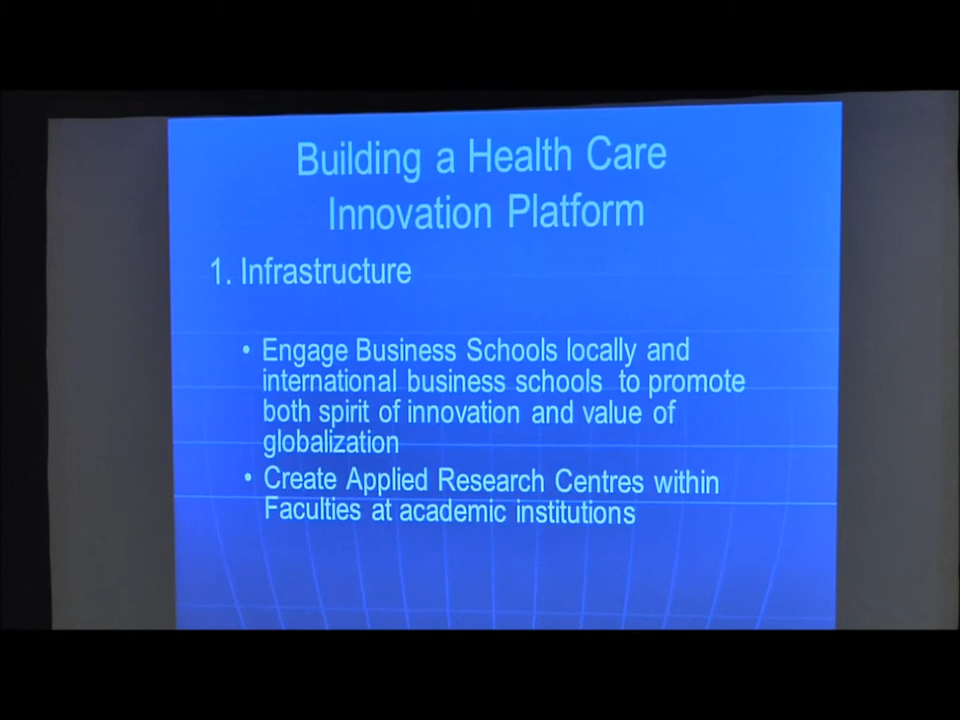 Building a Health Care
Innovation Platform
1. Infrastructure
• Engage Business Schools locally and
international business schools to promote
both spirit of innovation and value of
globalization
• Create Applied Research Centres within
Faculties at academic institutions